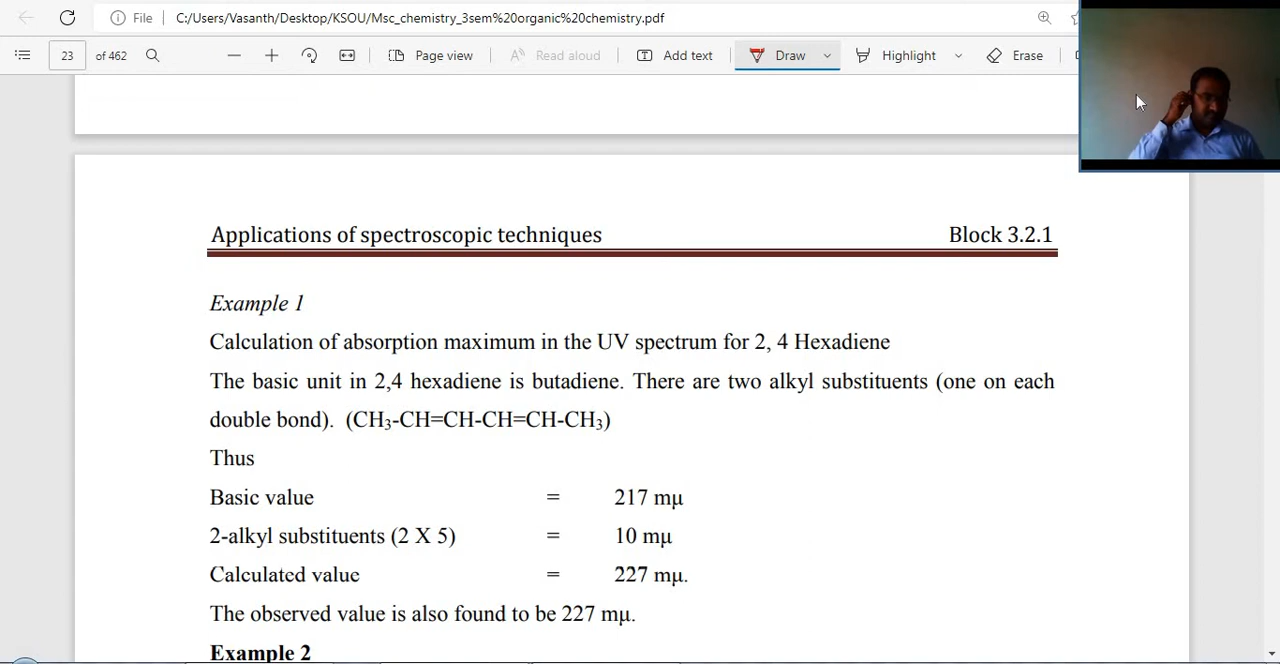 File | C:/Users/Vasanth/Desktop/KSOU/Msc_chemistry_3sem%20organic%20chemistry.pdf
23 of 462 Page view Read aloud Add text Draw Highlight Erase
Applications of spectroscopic techniques Block 3.2.1
Example 1
Calculation of absorption maximum in the UV spectrum for 2, 4 Hexadiene
The basic unit in 2,4 hexadiene is butadiene. There are two alkyl substituents (one on each
double bond). (CH₃-CH=CH-CH=CH-CH₃)
Thus
Basic value = 217 mµ
2-alkyl substituents (2 X 5) = 10 mµ
Calculated value = 227 mµ.
The observed value is also found to be 227 mµ.
Example 2